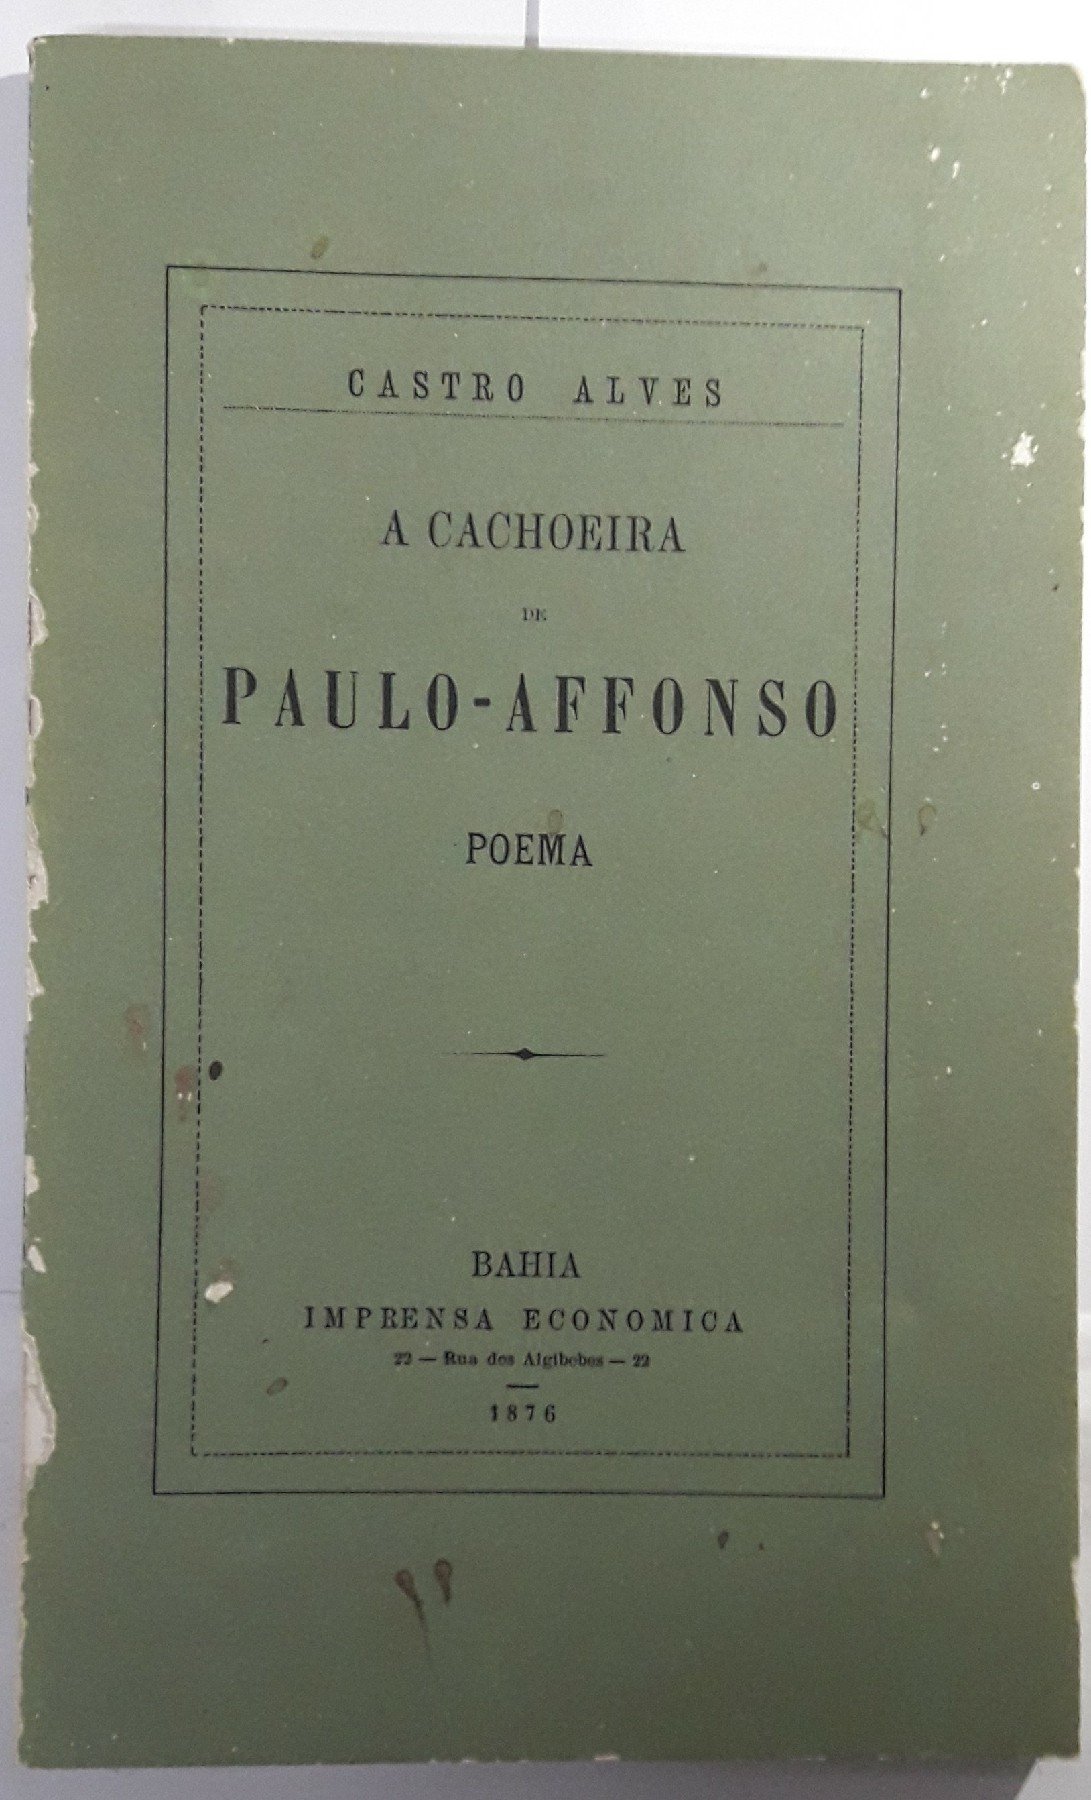 CASTRO ALVES
A CACHOEIRA
DE
PAULO-AFFONSO
POEMA
BAHIA
IMPRENSA ECONOMICA
22 — Rua dos Algibebes — 22
1876